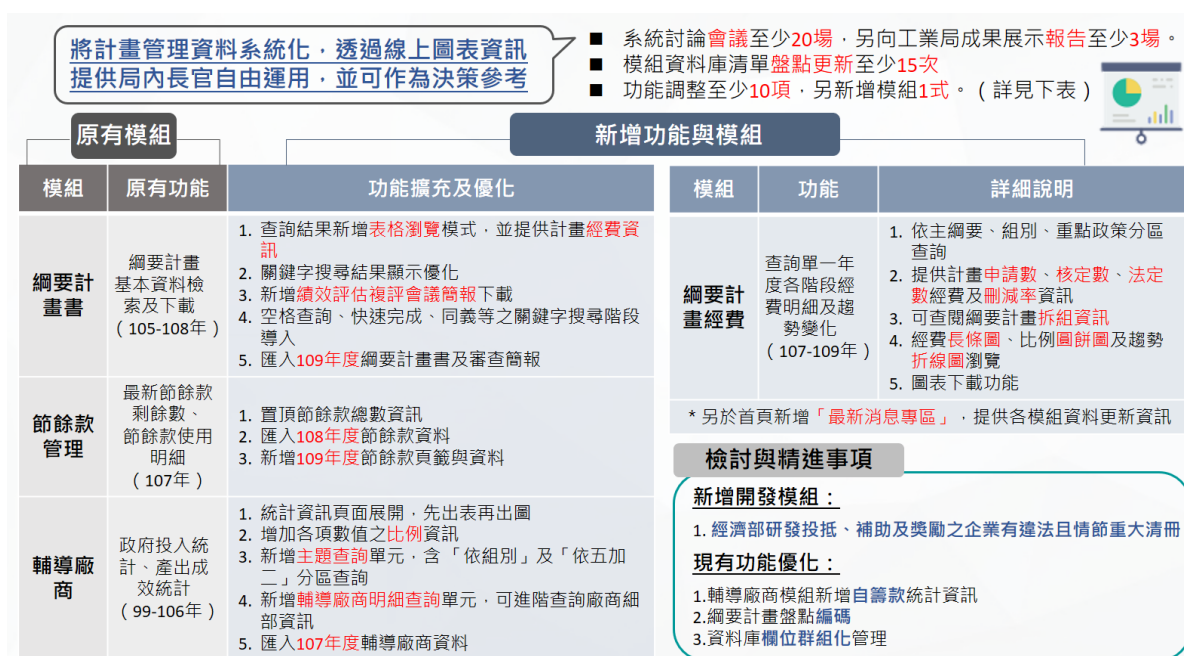 將計畫管理資料系統化，透過線上圖表資訊
提供局內長官自由運用，並可作為決策參考
■ 系統討論會議至少20場，另向工業局成果展示報告至少3場。
■ 模組資料庫清單盤點更新至少15次
■ 功能調整至少10項，另新增模組1式。（詳見下表）
原有模組
新增功能與模組
模組
原有功能
功能擴充及優化
綱要計
畫書
綱要計畫
基本資料檢
索及下載
（105-108年）
1. 查詢結果新增表格瀏覽模式，並提供計畫經費資
訊
2. 關鍵字搜尋結果顯示優化
3. 新增績效評估複評會議簡報下載
4. 空格查詢、快速完成、同義等之關鍵字搜尋階段
導入
5. 匯入109年度綱要計畫書及審查簡報
節餘款
管理
最新節餘款
剩餘數、
節餘款使用
明細
（107年）
1. 置頂節餘款總數資訊
2. 匯入108年度節餘款資料
3. 新增109年度節餘款頁籤與資料
輔導廠
商
政府投入統
計、產出成
效統計
（99-106年）
1. 統計資訊頁面展開，先出表再出圖
2. 增加各項數值之比例資訊
3. 新增主題查詢單元，含「依組別」及「依五加
二」分區查詢
4. 新增輔導廠商明細查詢單元，可進階查詢廠商細
部資訊
5. 匯入107年度輔導廠商資料
模組
功能
詳細說明
綱要計
畫經費
查詢單一年
度各階段經
費明細及趨
勢變化
（107-109年）
1. 依主綱要、組別、重點政策分區
查詢
2. 提供計畫申請數、核定數、法定
數經費及刪減率資訊
3. 可查閱綱要計畫拆組資訊
4. 經費長條圖、比例圓餅圖及趨勢
折線圖瀏覽
5. 圖表下載功能
* 另於首頁新增「最新消息專區」，提供各模組資料更新資訊
檢討與精進事項
新增開發模組：
1. 經濟部研發投抵、補助及獎勵之企業有違法且情節重大清冊
現有功能優化：
1.輔導廠商模組新增自籌款統計資訊
2.綱要計畫盤點編碼
3.資料庫欄位群組化管理